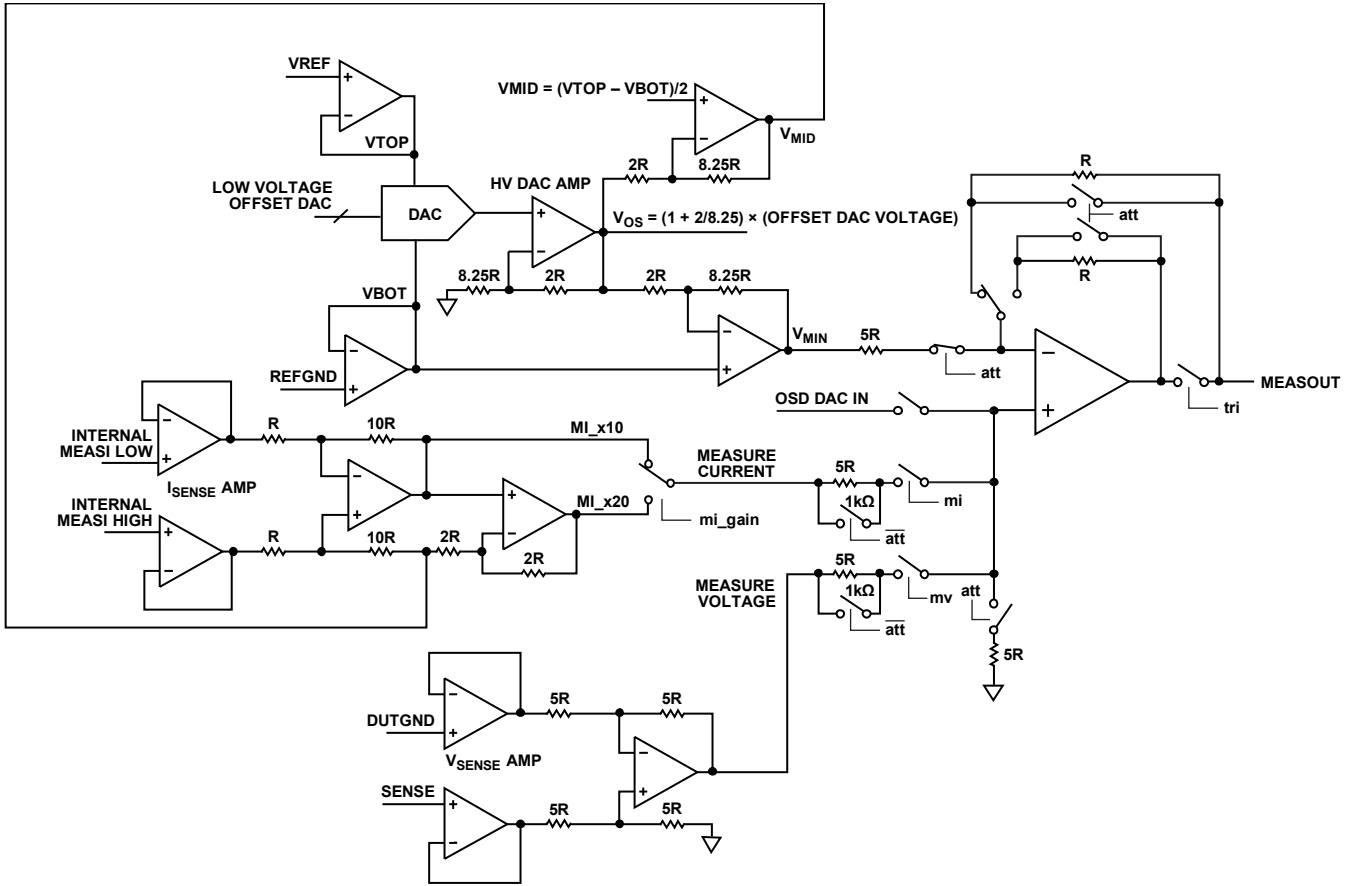 VREF
VTOP
LOW VOLTAGE
OFFSET DAC
DAC
VBOT
REFGND
HV DAC AMP
8.25R
2R
VMID = (VTOP – VBOT)/2
VMID
2R
8.25R
VOS = (1 + 2/8.25) × (OFFSET DAC VOLTAGE)
2R
8.25R
VMIN
5R
att
R
att
R
MEASOUT
tri
OSD DAC IN
INTERNAL
MEASI LOW
ISENSE AMP
INTERNAL
MEASI HIGH
R
10R
R
10R
2R
2R
MI_x10
MI_x20
mi_gain
MEASURE
CURRENT
5R
1kΩ
att
mi
MEASURE
VOLTAGE
5R
1kΩ
att
mv
att
5R
DUTGND
VSENSE AMP
SENSE
5R
5R
5R
5R